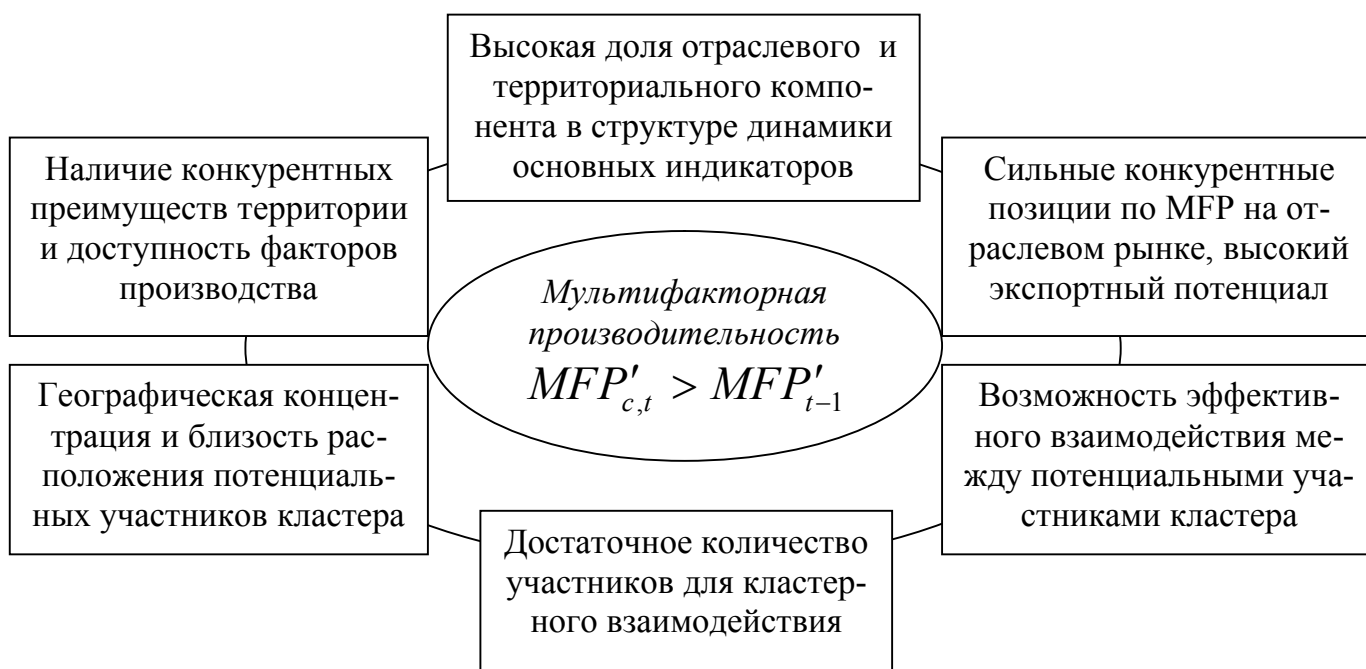 Высокая доля отраслевого и
территориального компо-
нента в структуре динамики
основных индикаторов
Наличие конкурентных
преимуществ территории
и доступность факторов
производства
Сильные конкурентные
позиции по MFP на от-
раслевом рынке, высокий
экспортный потенциал
Мультифакторная
производительность
MFP′c,t > MFP′t−1
Географическая концен-
трация и близость рас-
положения потенциаль-
ных участников кластера
Возможность эффектив-
ного взаимодействия ме-
жду потенциальными уча-
стниками кластера
Достаточное количество
участников для кластер-
ного взаимодействия